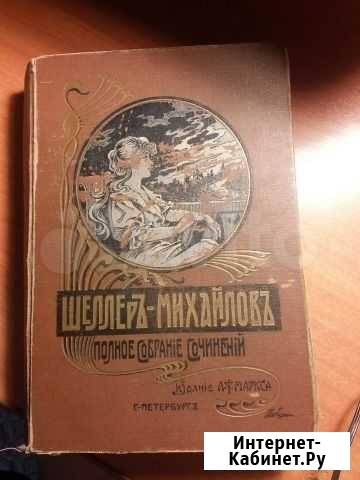 ШЕЛЛЕРЪ-МИХАЙЛОВЪ
ПОЛНОЕ СОБРАНІЕ СОЧИНЕНІЙ
Изданіе А.Ф. МАРКСА
С-ПЕТЕРБУРГЪ
Интернет-
Кабинет.Ру